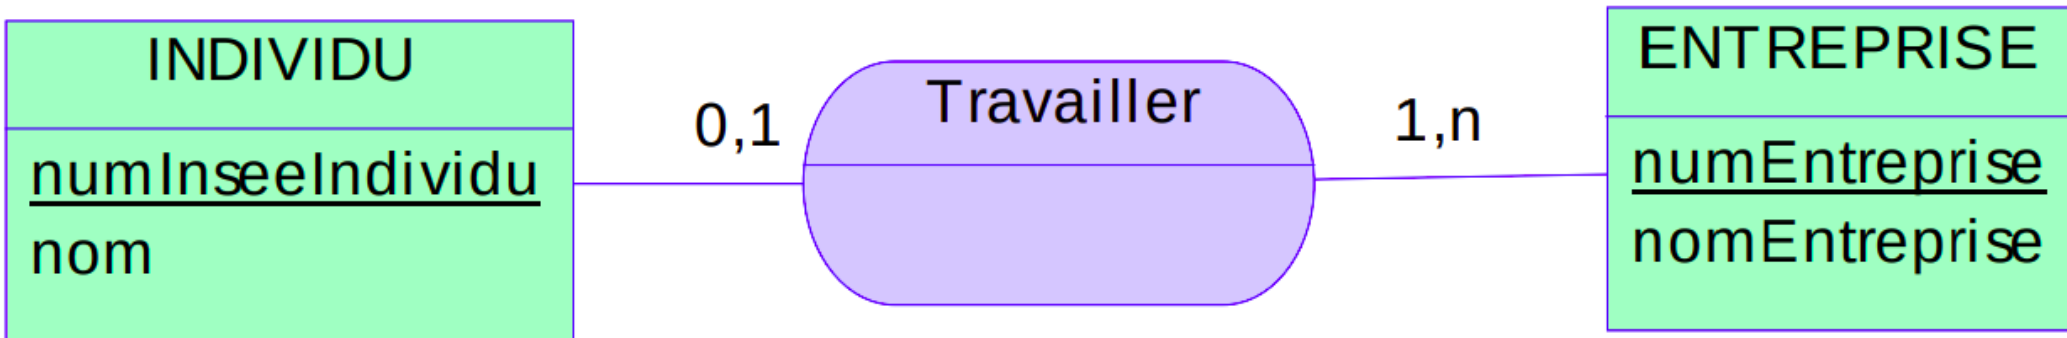 INDIVIDU
numInseeIndividu
nom
0,1
Travailler
1,n
ENTREPRISE
numEntreprise
nomEntreprise